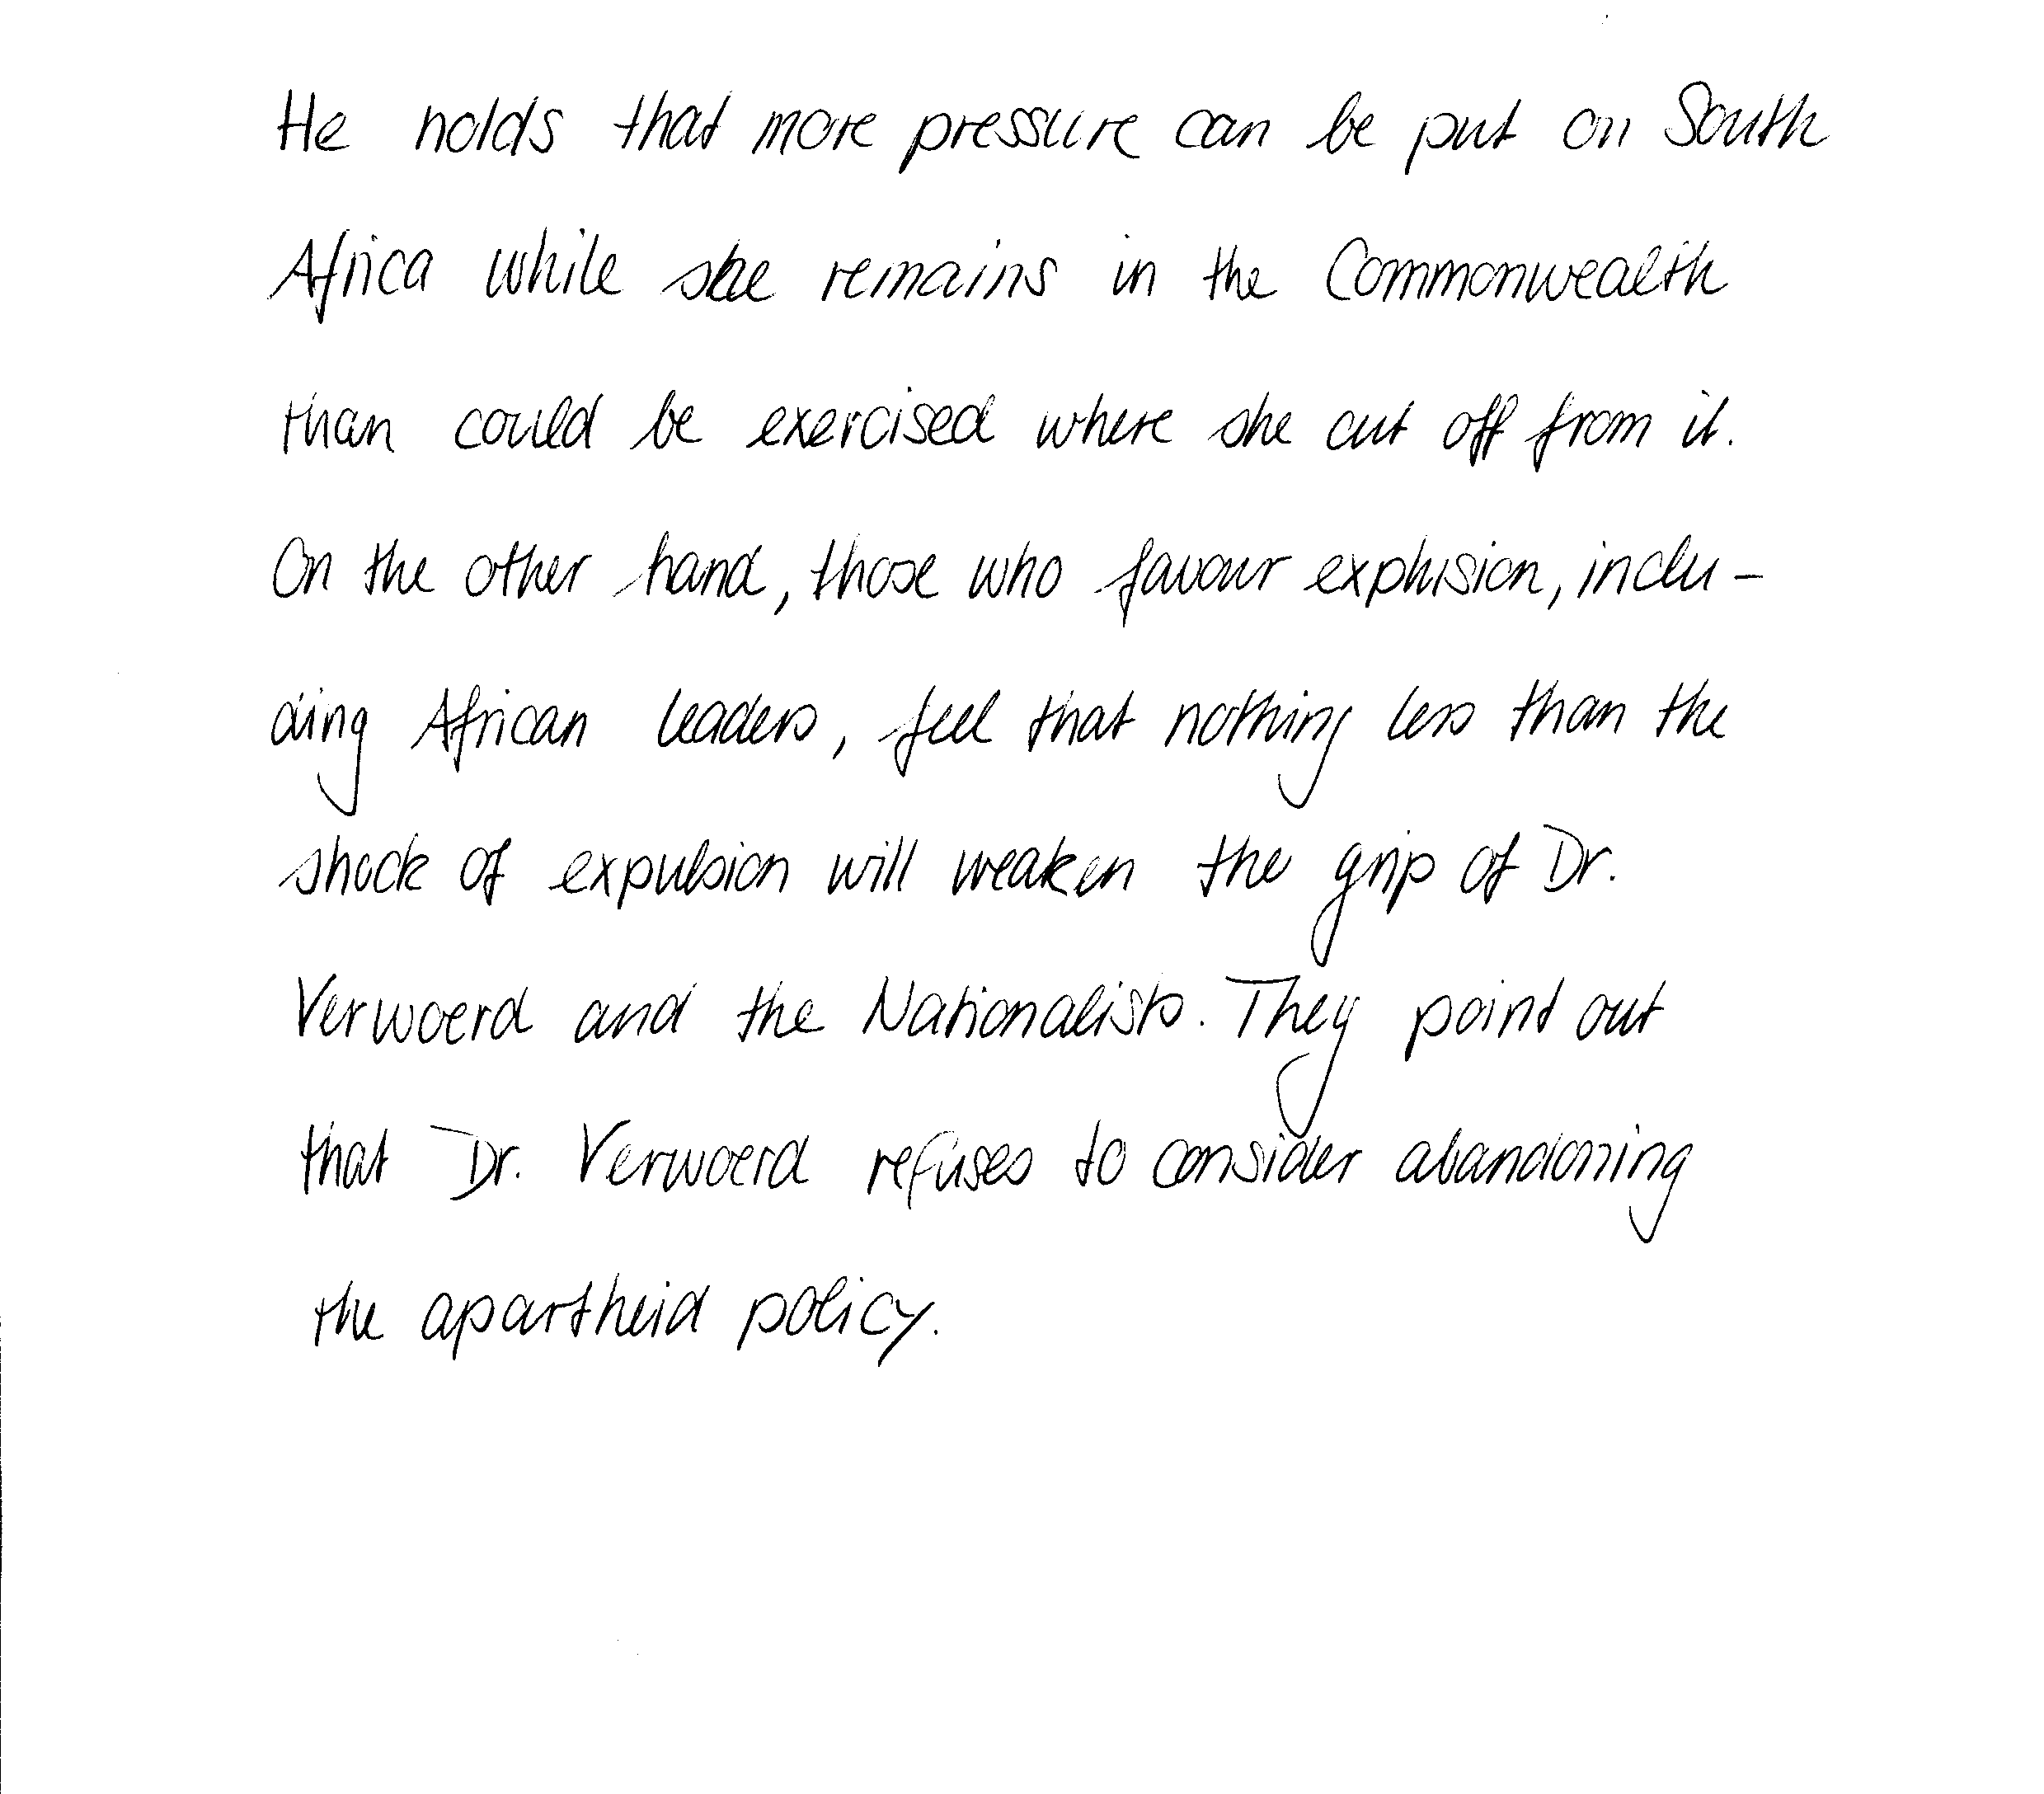 He holds that more pressure can be put on South
Africa while she remains in the Commonwealth
than could be exercised where she cut off from it.
On the other hand, those who favour explusion, inclu-
ding African leaders, feel that nothing less than the
shock of expulsion will weaken the grip of Dr.
Verwoerd and the Nationalists. They point out
that Dr. Verwoerd refuses to consider abandoning
the apartheid policy.